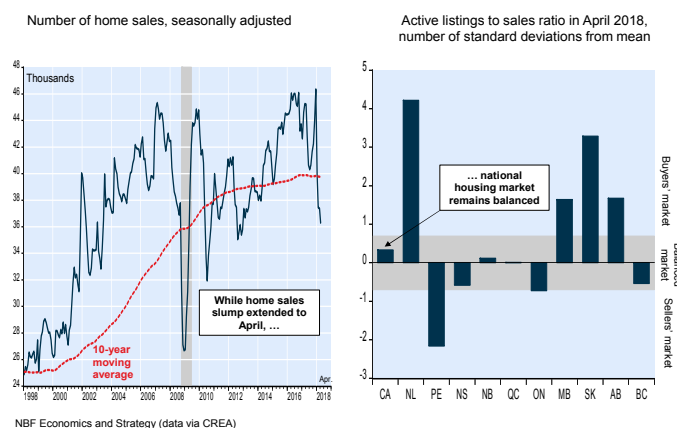 Number of home sales, seasonally adjusted
48
Thousands
46
44
42
40
38
36
34
32
30
28
26
24
While home sales
slump extended to
April, …
10-year
moving
average
Apr.
1998 2000 2002 2004 2006 2008 2010 2012 2014 2016 2018
Active listings to sales ratio in April 2018,
number of standard deviations from mean
5
4
3
2
1
0
-1
-2
-3
… national
housing market
remains balanced
Buyers' market
Balanced
market
Sellers' market
CA NL PE NS NB QC ON MB SK AB BC
NBF Economics and Strategy (data via CREA)